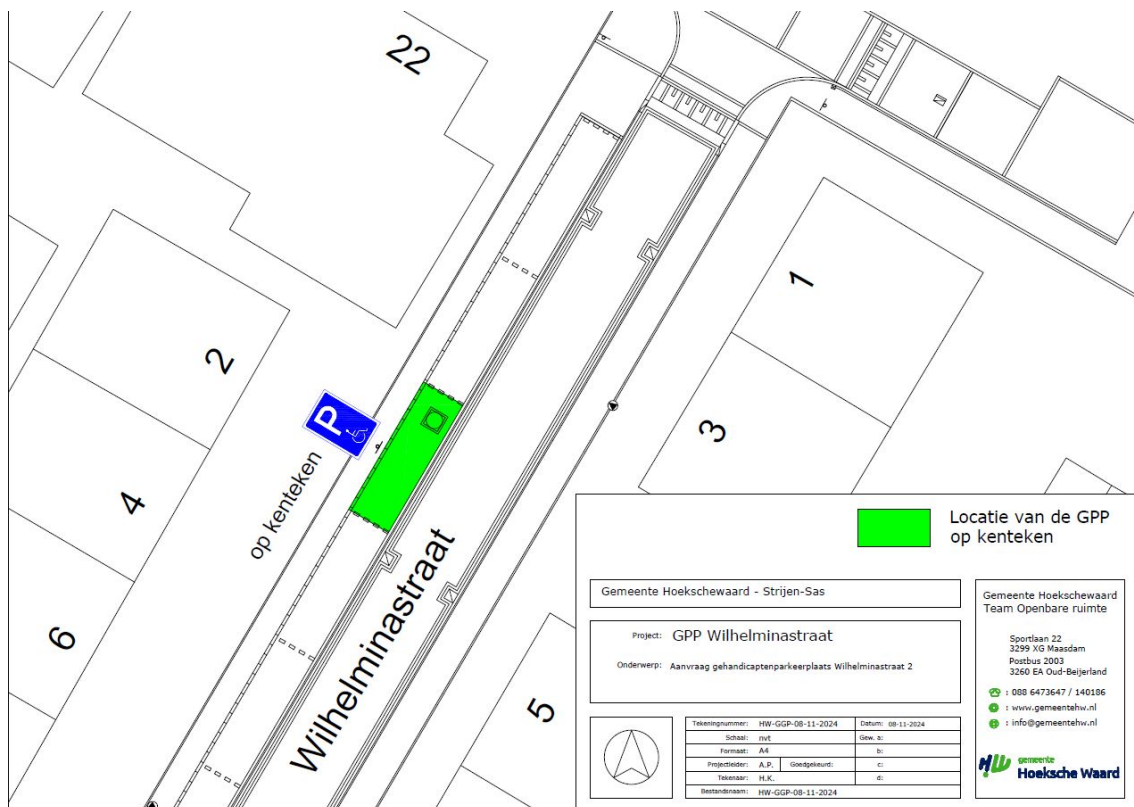 22
2
1
4
3
6
5
P
op kenteken
Wilhelminastraat
Locatie van de GPP
op kenteken
Gemeente Hoekschewaard - Strijen-Sas
Project: GPP Wilhelminastraat
Onderwerp: Aanvraag gehandicaptenparkeerplaats Wilhelminastraat 2
Tekeningnummer: HW-GGP-08-11-2024 Datum: 08-11-2024
Schaal: nvt Gew. a:
Formaat: A4 b:
Projectleider: A.P. Goedgekeurd: c:
Tekenaar: H.K. d:
Bestandsnaam: HW-GGP-08-11-2024
Gemeente Hoekschewaard
Team Openbare ruimte
Sportlaan 22
3299 XG Maasdam
Postbus 2003
3260 EA Oud-Beijerland
: 088 6473647 / 140186
: www.gemeentehw.nl
: info@gemeentehw.nl
gemeente
Hoeksche Waard